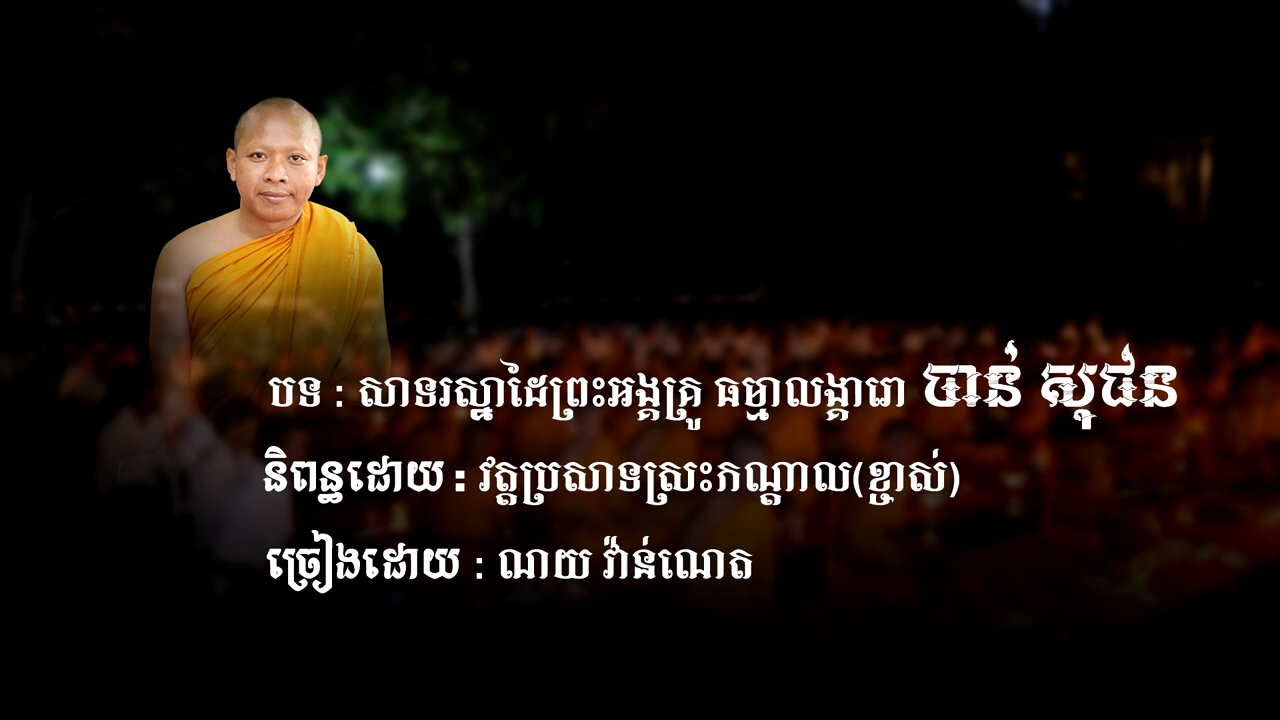 បទ : សាទរស្នាដៃព្រះអង្គគ្រូ ធម្មាលង្ការោ ចាន់ សុជន
និពន្ធដោយ : វត្តប្រសាទស្រះកណ្ដាល(ខ្ចាស់)
ច្រៀងដោយ : ណយ វ៉ាន់ណេត